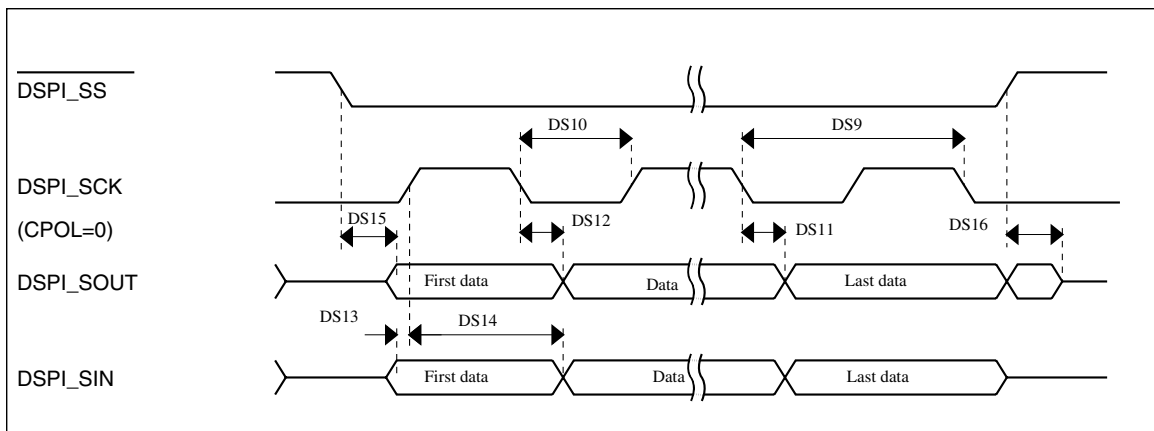 DSPI_SS
DS10
DS9
DSPI_SCK
(CPOL=0)
DS15
DS12
DS11
DS16
DSPI_SOUT
First data
Data
Last data
DS13
DS14
DSPI_SIN
First data
Data
Last data